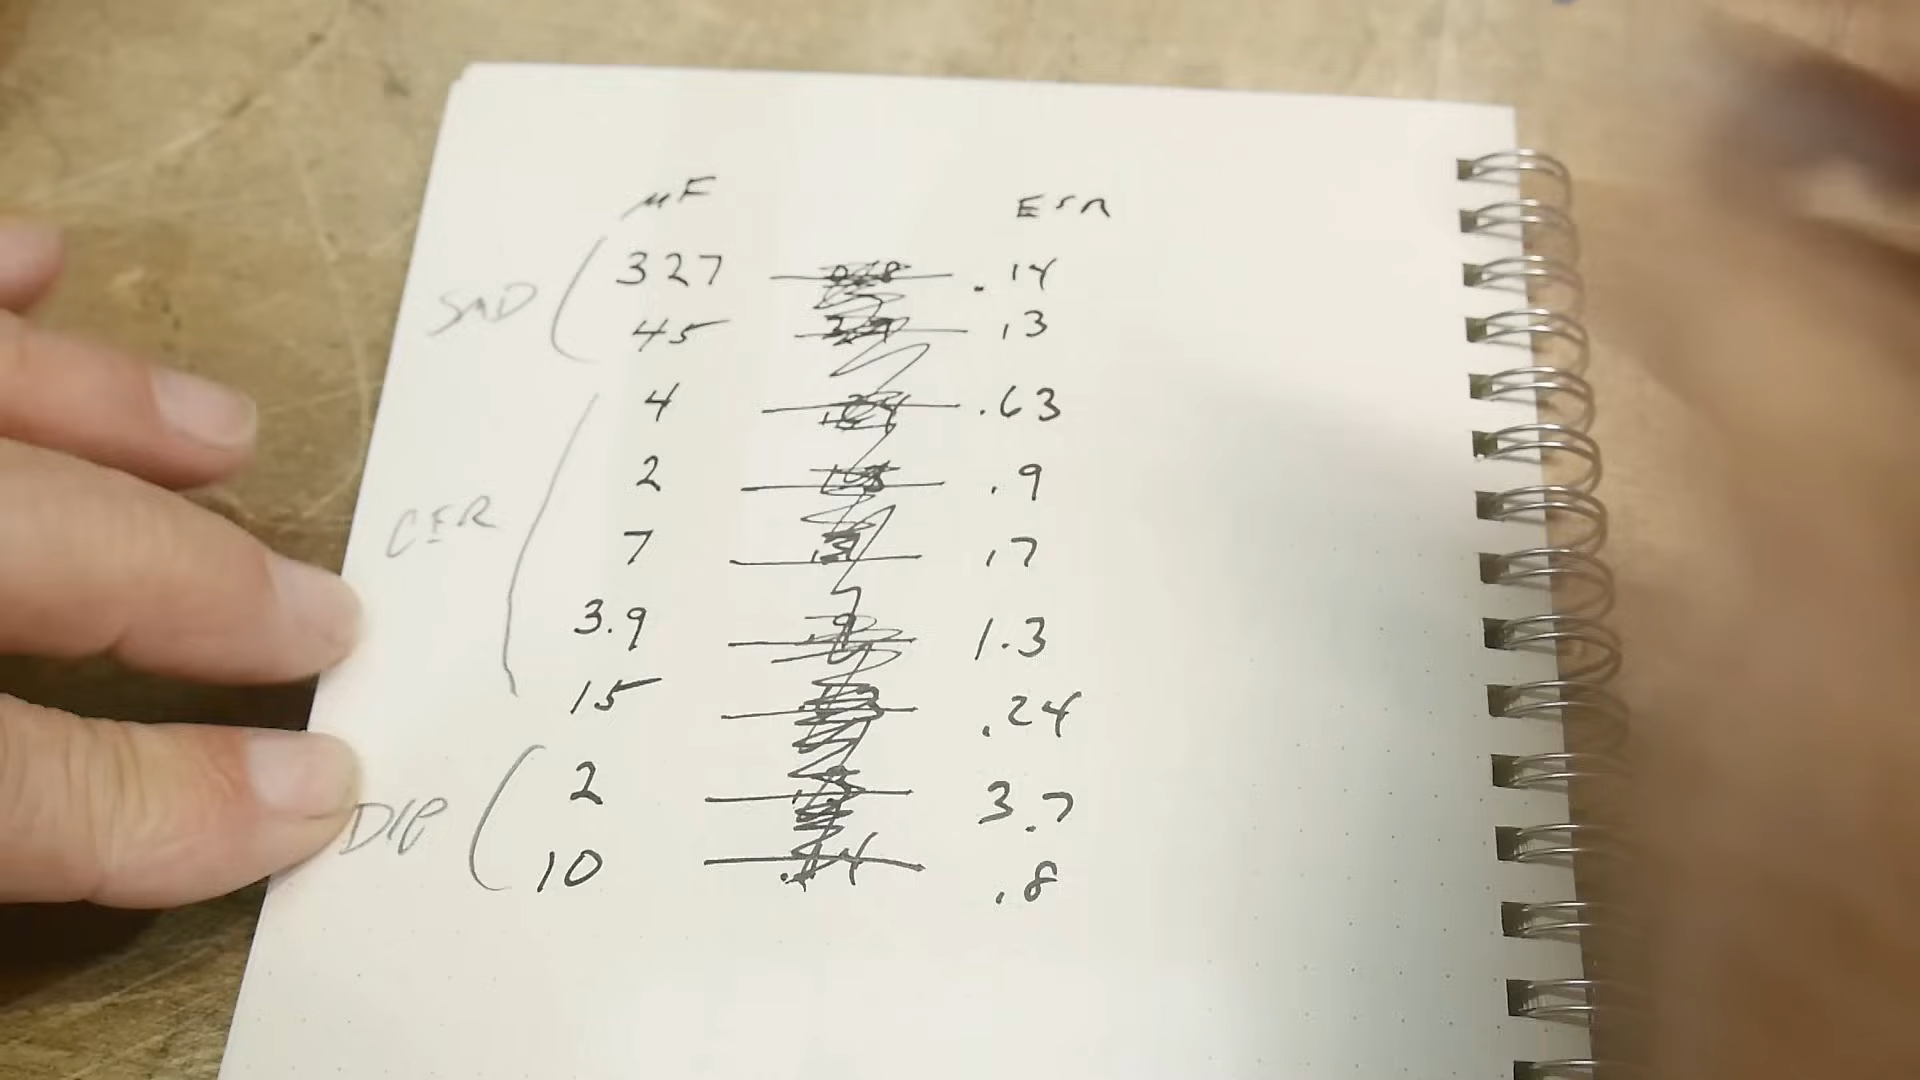 µF ESR
327 .14
SMD 45 .13
4 .63
2 .9
CER 7 .17
3.9 1.3
15 .24
2 3.7
DIP 10 .8